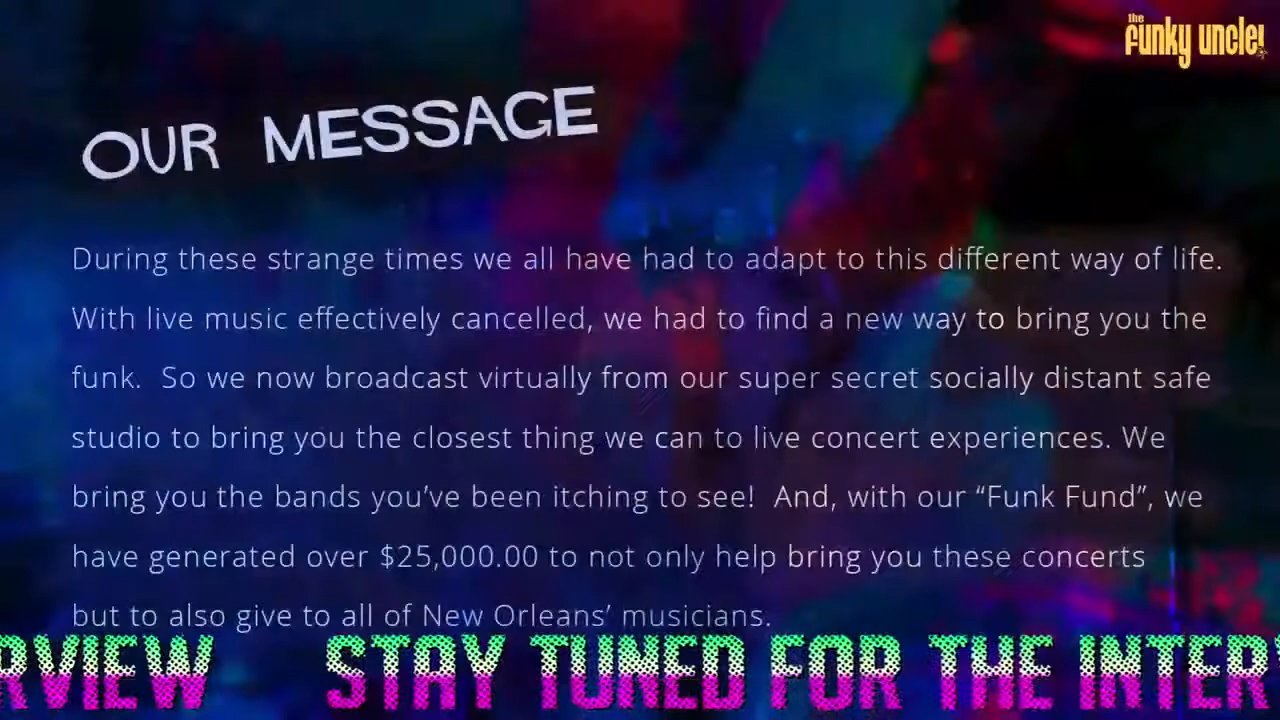 the
funky uncle!
OUR MESSAGE
During these strange times we all have had to adapt to this different way of life.
With live music effectively cancelled, we had to find a new way to bring you the
funk. So we now broadcast virtually from our super secret socially distant safe
studio to bring you the closest thing we can to live concert experiences. We
bring you the bands you’ve been itching to see! And, with our “Funk Fund”, we
have generated over $25,000.00 to not only help bring you these concerts
but to also give to all of New Orleans’ musicians.
RVIEW STAY TUNED FOR THE INTER